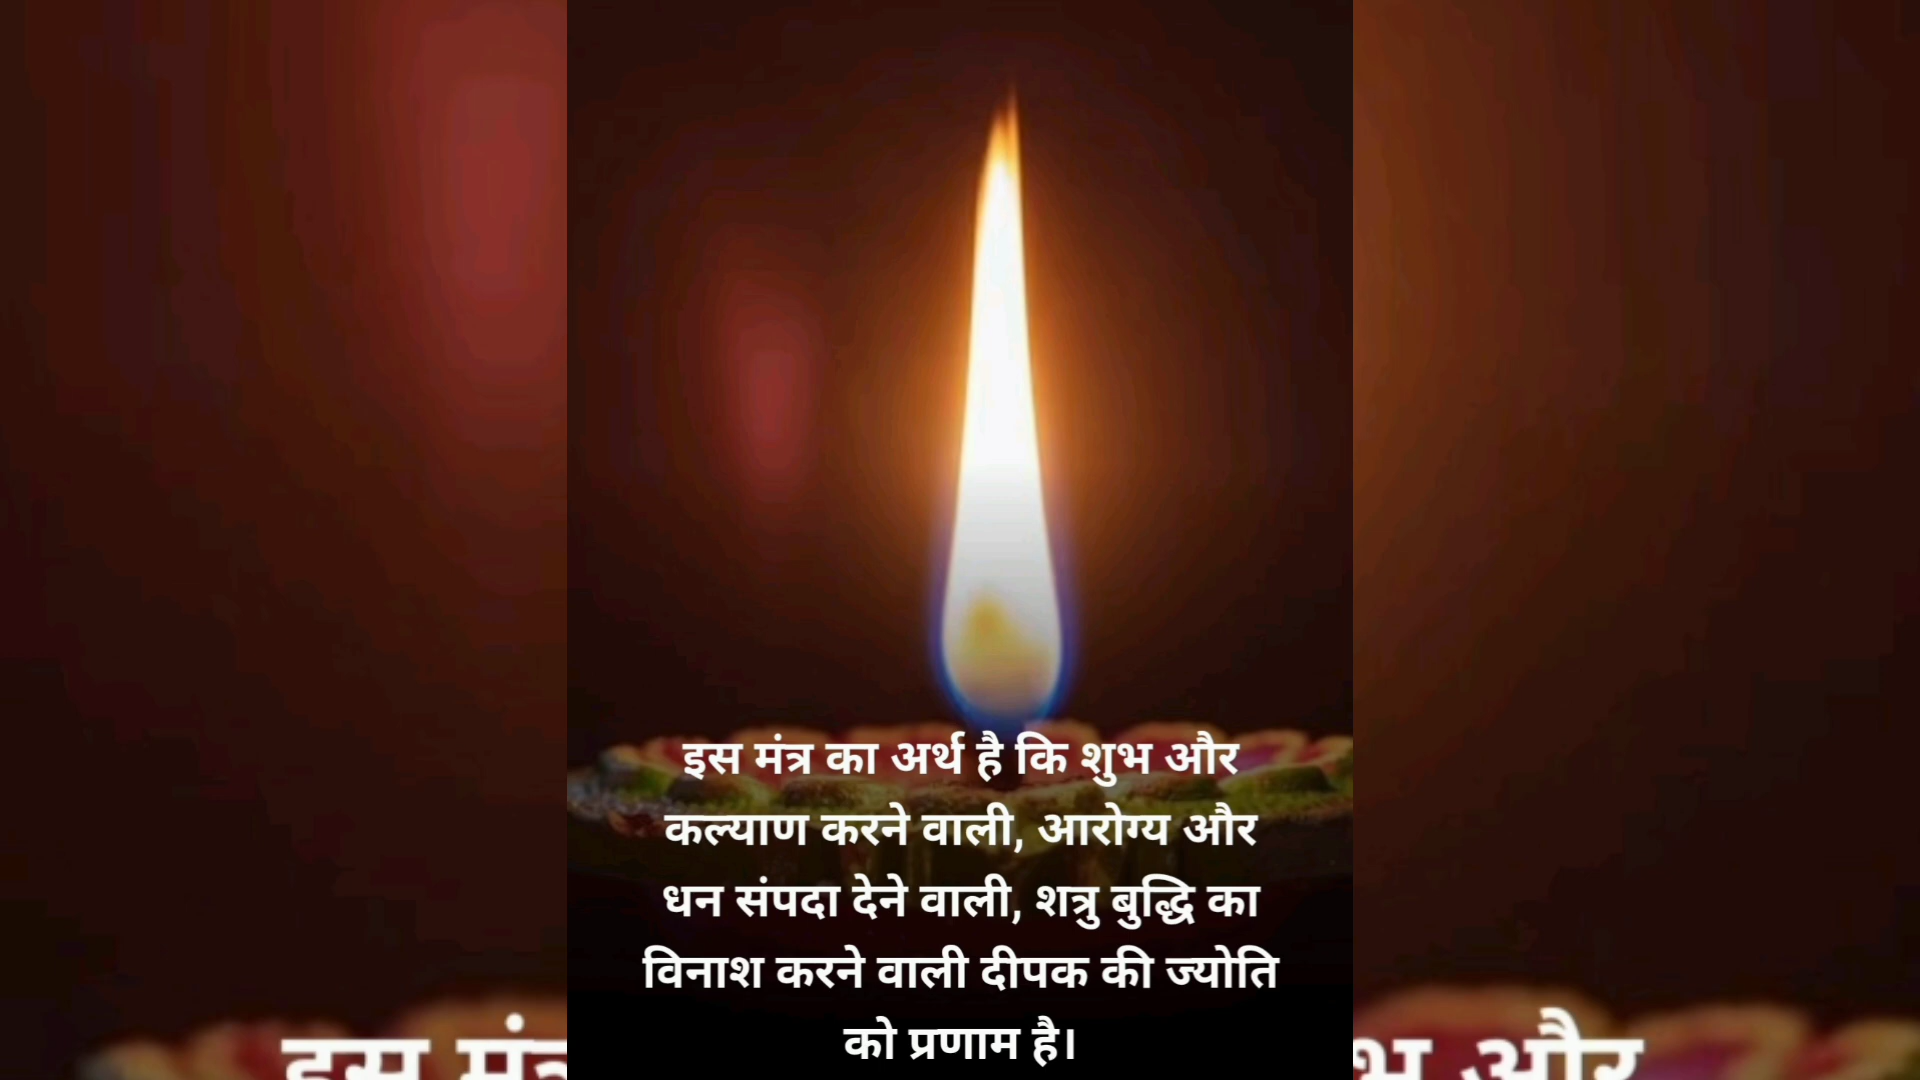 इस मंत्र का अर्थ है कि शुभ और
कल्याण करने वाली, आरोग्य और
धन संपदा देने वाली, शत्रु बुद्धि का
विनाश करने वाली दीपक की ज्योति
को प्रणाम है।